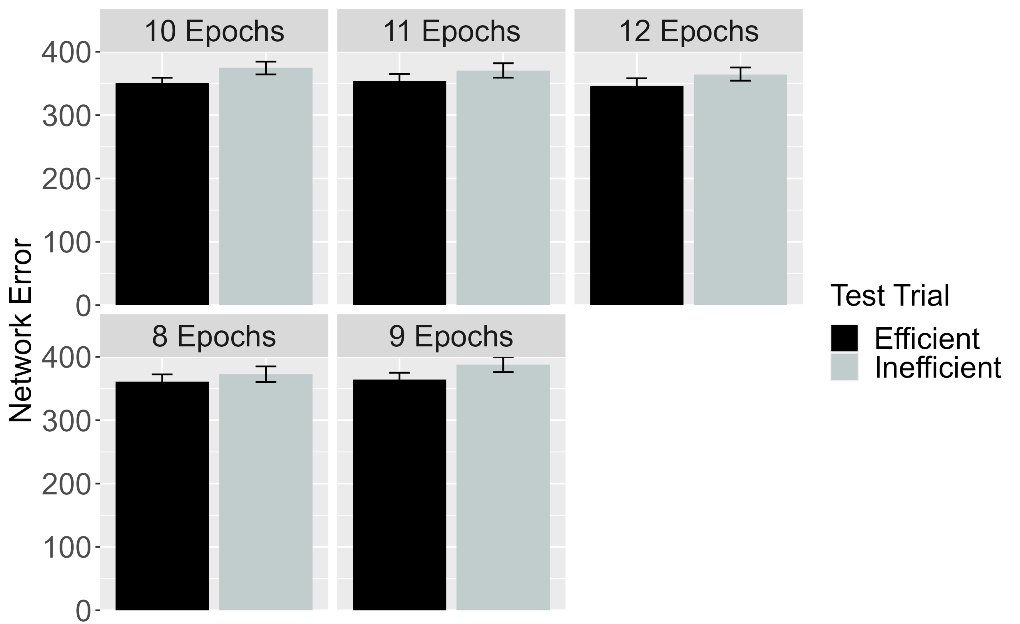 10 Epochs
11 Epochs
12 Epochs
400
300
200
100
0
8 Epochs
9 Epochs
400
300
200
100
0
Network Error
Test Trial
Efficient
Inefficient